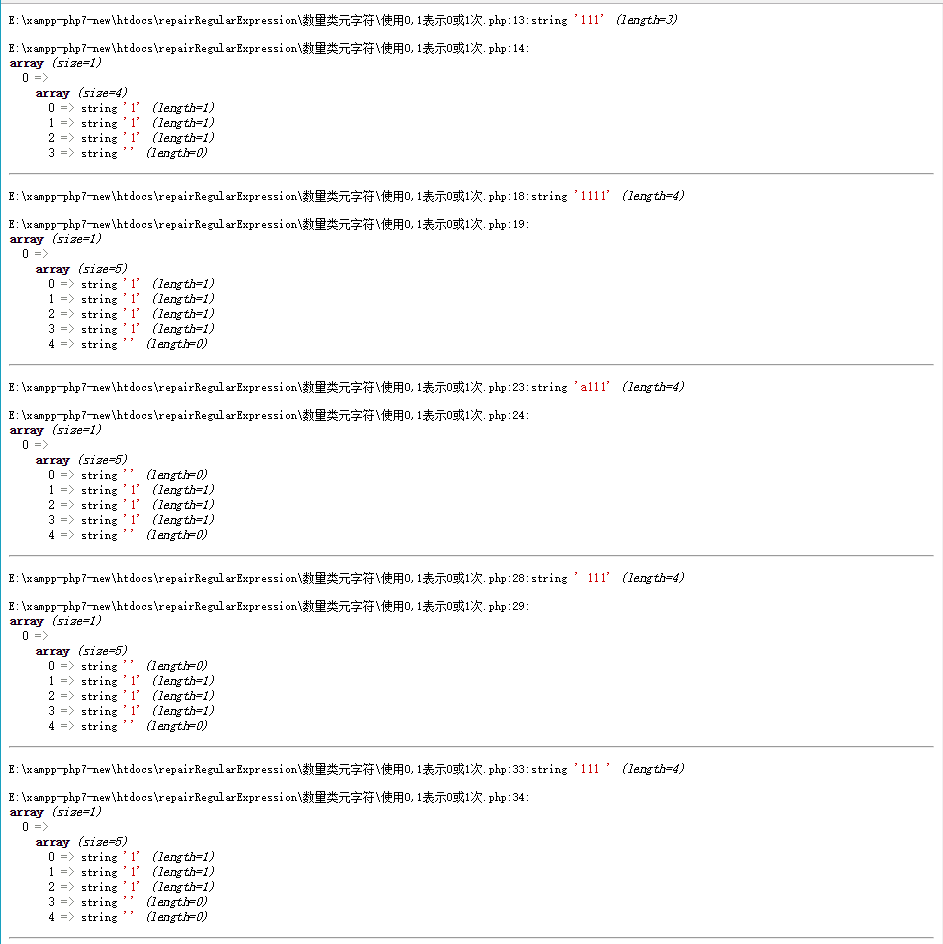 E:\xampp-php7-new\htdocs\repairRegularExpression\数量类元字符\使用0,1表示0或1次.php:13:string '111' (length=3)
E:\xampp-php7-new\htdocs\repairRegularExpression\数量类元字符\使用0,1表示0或1次.php:14:
array (size=1)
0 =>
array (size=4)
0 => string '1' (length=1)
1 => string '1' (length=1)
2 => string '1' (length=1)
3 => string '' (length=0)
E:\xampp-php7-new\htdocs\repairRegularExpression\数量类元字符\使用0,1表示0或1次.php:18:string '1111' (length=4)
E:\xampp-php7-new\htdocs\repairRegularExpression\数量类元字符\使用0,1表示0或1次.php:19:
array (size=1)
0 =>
array (size=5)
0 => string '1' (length=1)
1 => string '1' (length=1)
2 => string '1' (length=1)
3 => string '1' (length=1)
4 => string '' (length=0)
E:\xampp-php7-new\htdocs\repairRegularExpression\数量类元字符\使用0,1表示0或1次.php:23:string 'a111' (length=4)
E:\xampp-php7-new\htdocs\repairRegularExpression\数量类元字符\使用0,1表示0或1次.php:24:
array (size=1)
0 =>
array (size=5)
0 => string '' (length=0)
1 => string '1' (length=1)
2 => string '1' (length=1)
3 => string '1' (length=1)
4 => string '' (length=0)
E:\xampp-php7-new\htdocs\repairRegularExpression\数量类元字符\使用0,1表示0或1次.php:28:string ' 111' (length=4)
E:\xampp-php7-new\htdocs\repairRegularExpression\数量类元字符\使用0,1表示0或1次.php:29:
array (size=1)
0 =>
array (size=5)
0 => string '' (length=0)
1 => string '1' (length=1)
2 => string '1' (length=1)
3 => string '1' (length=1)
4 => string '' (length=0)
E:\xampp-php7-new\htdocs\repairRegularExpression\数量类元字符\使用0,1表示0或1次.php:33:string '111 ' (length=4)
E:\xampp-php7-new\htdocs\repairRegularExpression\数量类元字符\使用0,1表示0或1次.php:34:
array (size=1)
0 =>
array (size=5)
0 => string '1' (length=1)
1 => string '1' (length=1)
2 => string '1' (length=1)
3 => string '' (length=0)
4 => string '' (length=0)